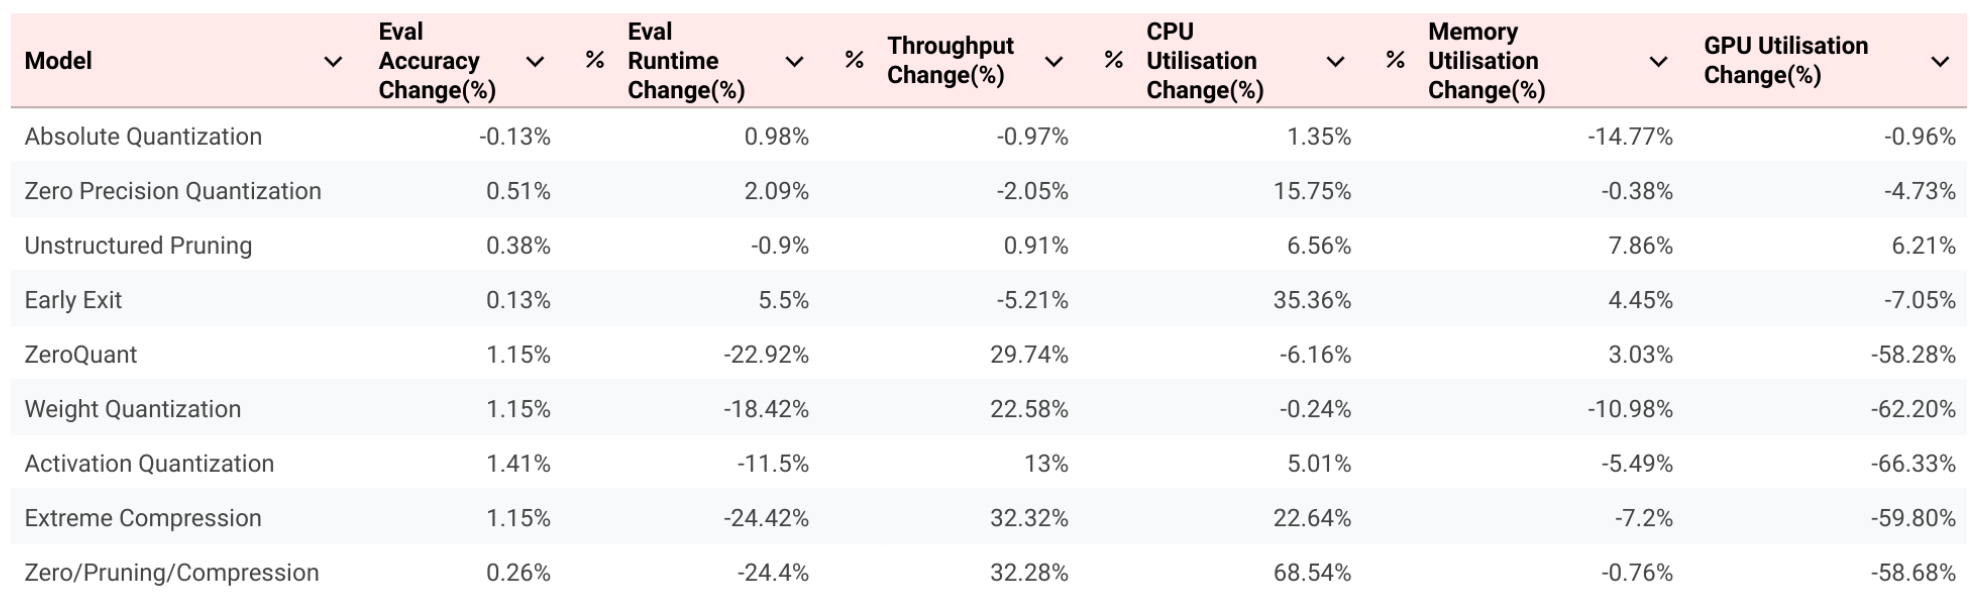 Model Eval Accuracy Change(%) % Eval Runtime Change(%) % Throughput Change(%) % CPU Utilisation Change(%) % Memory Utilisation Change(%) GPU Utilisation Change(%)
Absolute Quantization -0.13% 0.98% -0.97% 1.35% -14.77% -0.96%
Zero Precision Quantization 0.51% 2.09% -2.05% 15.75% -0.38% -4.73%
Unstructured Pruning 0.38% -0.9% 0.91% 6.56% 7.86% 6.21%
Early Exit 0.13% 5.5% -5.21% 35.36% 4.45% -7.05%
ZeroQuant 1.15% -22.92% 29.74% -6.16% 3.03% -58.28%
Weight Quantization 1.15% -18.42% 22.58% -0.24% -10.98% -62.20%
Activation Quantization 1.41% -11.5% 13% 5.01% -5.49% -66.33%
Extreme Compression 1.15% -24.42% 32.32% 22.64% -7.2% -59.80%
Zero/Pruning/Compression 0.26% -24.4% 32.28% 68.54% -0.76% -58.68%